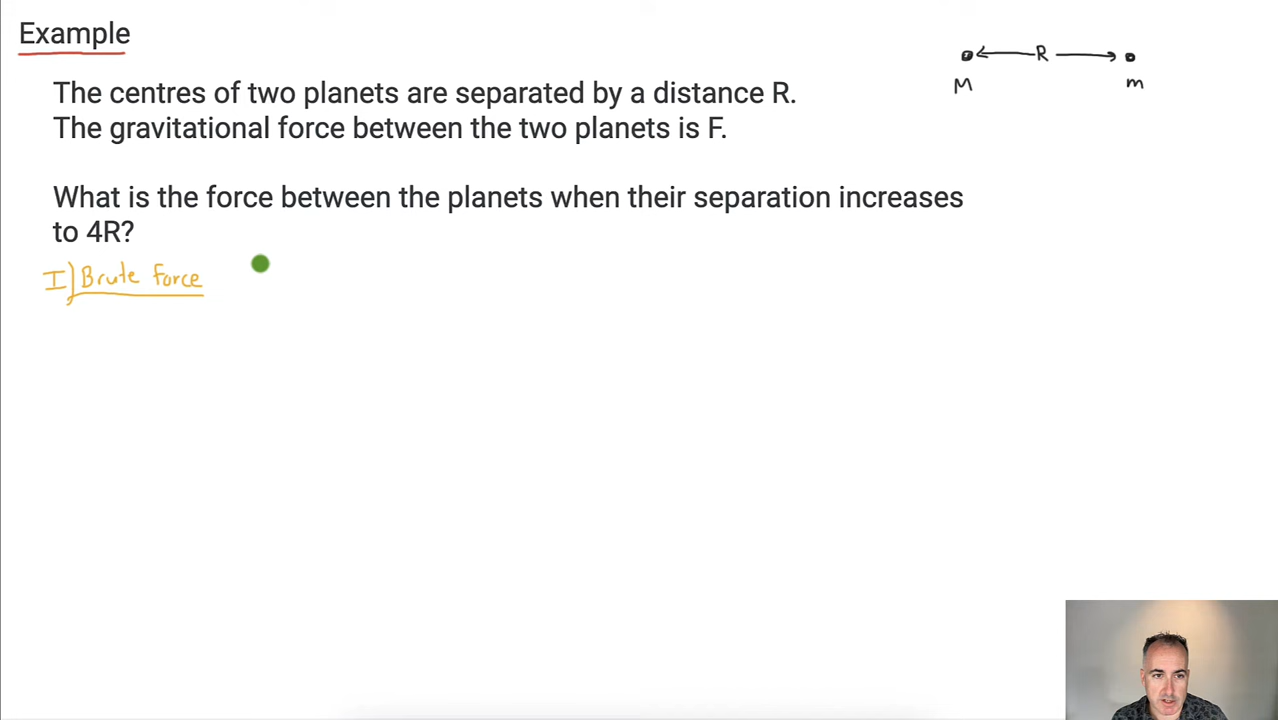 Example
M R m
The centres of two planets are separated by a distance R.
The gravitational force between the two planets is F.
What is the force between the planets when their separation increases
to 4R?
I) Brute Force